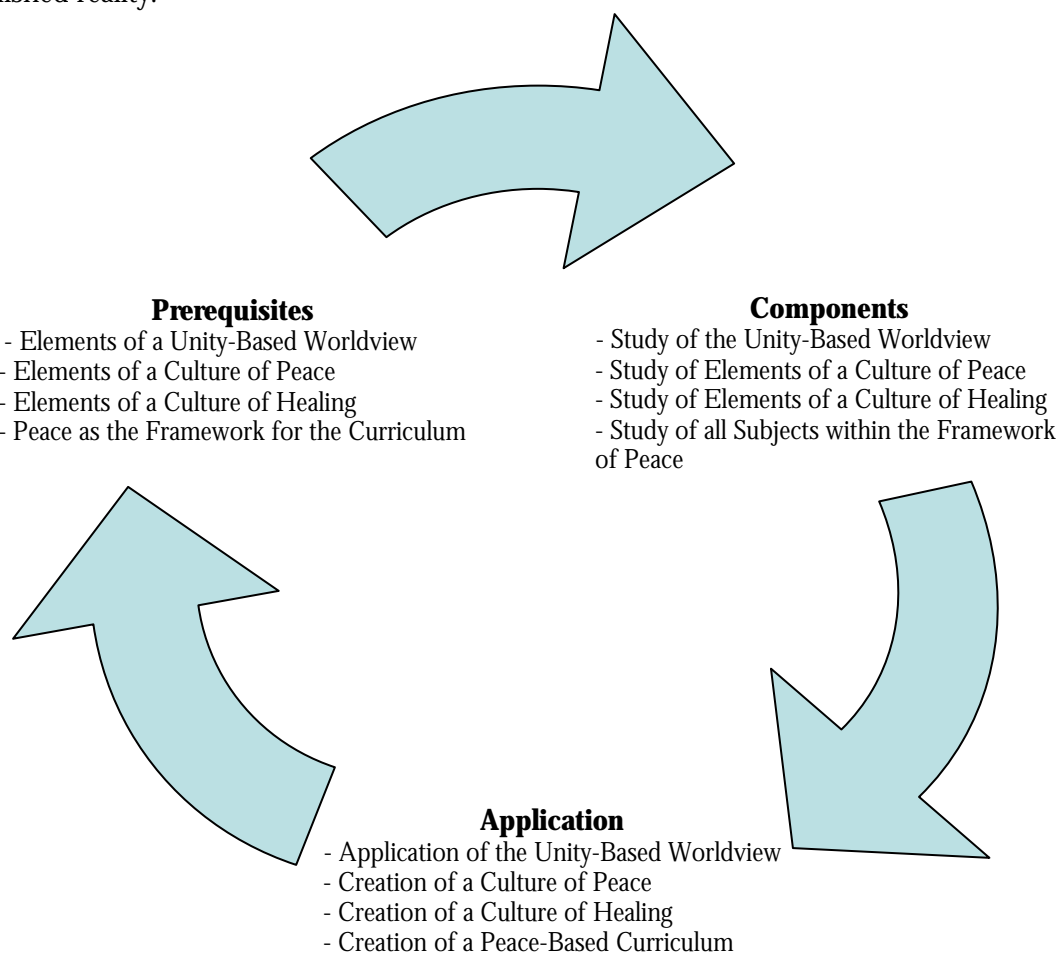 reality.
Prerequisites
- Elements of a Unity-Based Worldview
- Elements of a Culture of Peace
- Elements of a Culture of Healing
- Peace as the Framework for the Curriculum
Components
- Study of the Unity-Based Worldview
- Study of Elements of a Culture of Peace
- Study of Elements of a Culture of Healing
- Study of all Subjects within the Framework
of Peace
Application
- Application of the Unity-Based Worldview
- Creation of a Culture of Peace
- Creation of a Culture of Healing
- Creation of a Peace-Based Curriculum